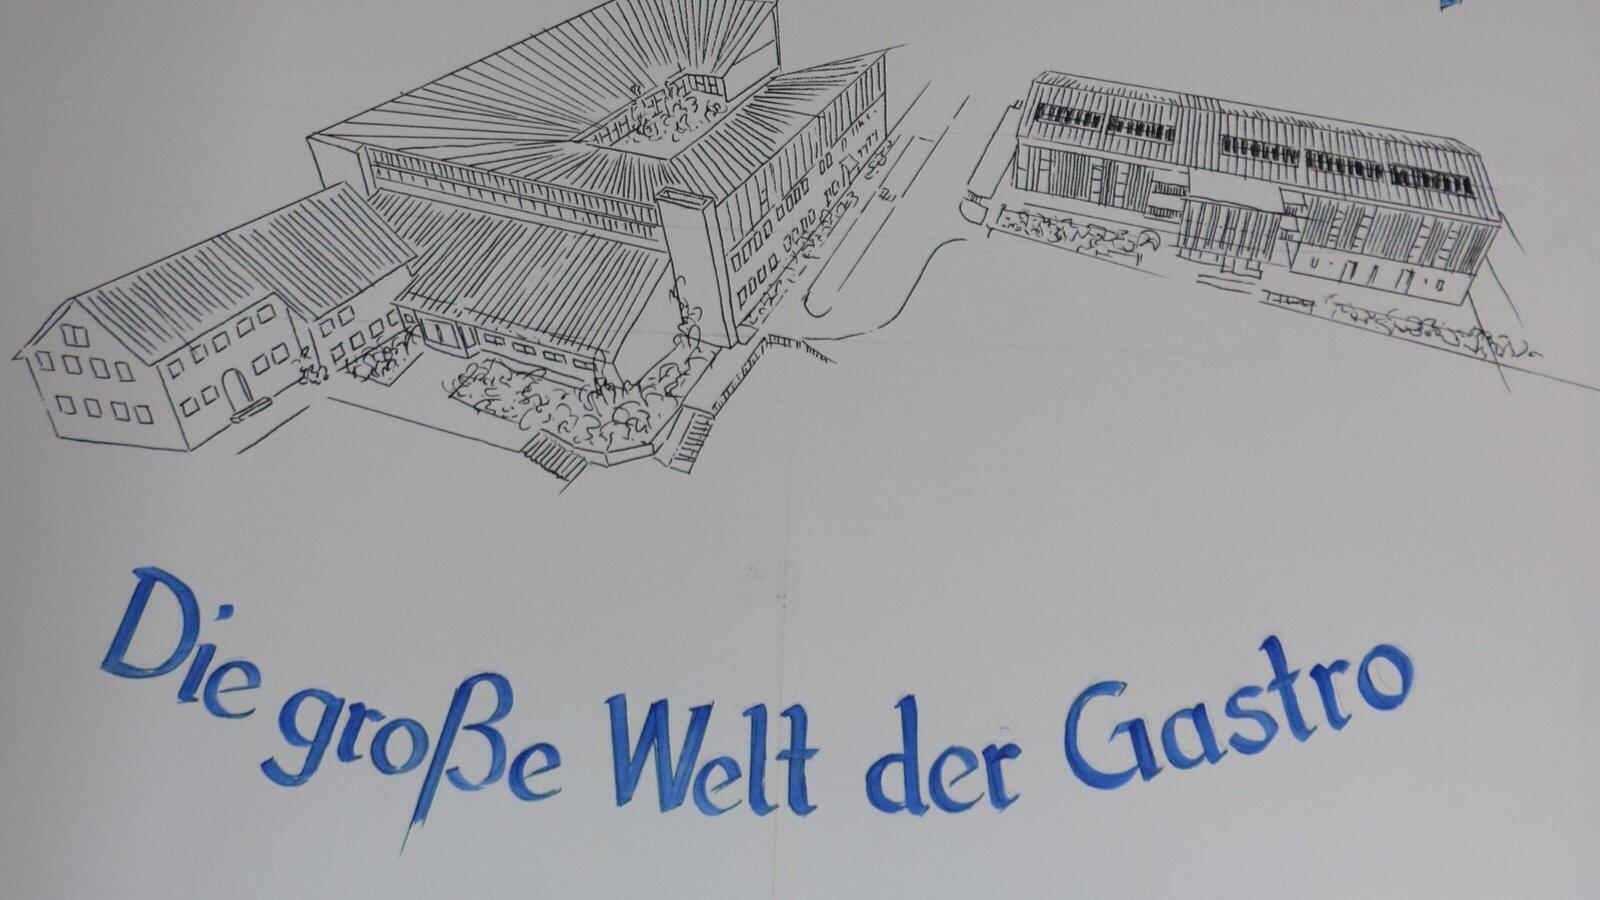 Die große Welt der Gastro